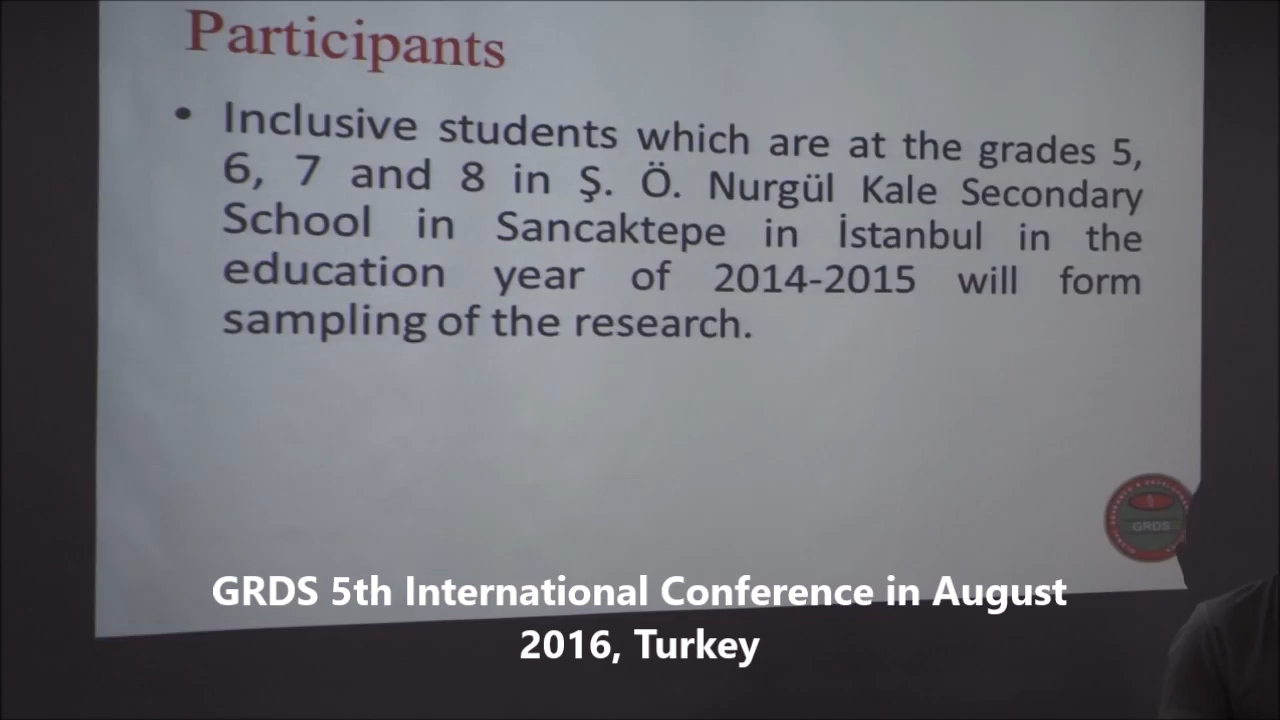 Participants
• Inclusive students which are at the grades 5,
6, 7 and 8 in Ş. Ö. Nurgül Kale Secondary
School in Sancaktepe in İstanbul in the
education year of 2014-2015 will form
sampling of the research.
GRDS
GRDS 5th International Conference in August
2016, Turkey